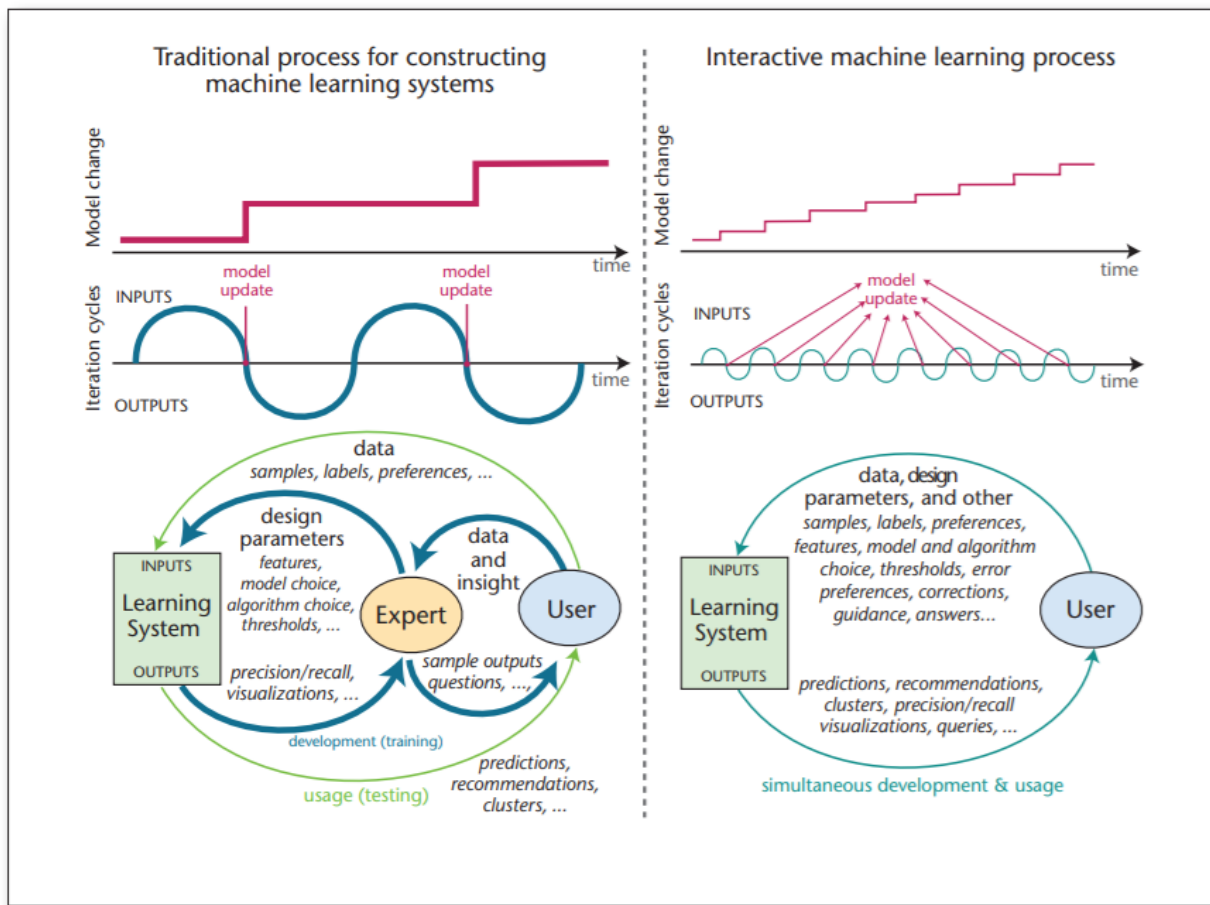 Traditional process for constructing
machine learning systems
Model change
time
model
update
model
update
Iteration cycles
INPUTS
time
OUTPUTS
data
samples, labels, preferences, ...
design
parameters
features,
model choice,
algorithm choice,
thresholds, ...
data
and
insight
INPUTS
Learning
System
OUTPUTS
Expert
User
precision/recall,
visualizations, ...
sample outputs
questions, ...,
development (training)
predictions,
recommendations,
clusters, ...
usage (testing)
Interactive machine learning process
Model change
time
model
update
Iteration cycles
INPUTS
time
OUTPUTS
data, design
parameters, and other
samples, labels, preferences,
features, model and algorithm
choice, thresholds, error
preferences, corrections,
guidance, answers...
INPUTS
Learning
System
OUTPUTS
User
predictions, recommendations,
clusters, precision/recall
visualizations, queries, ...
simultaneous development & usage